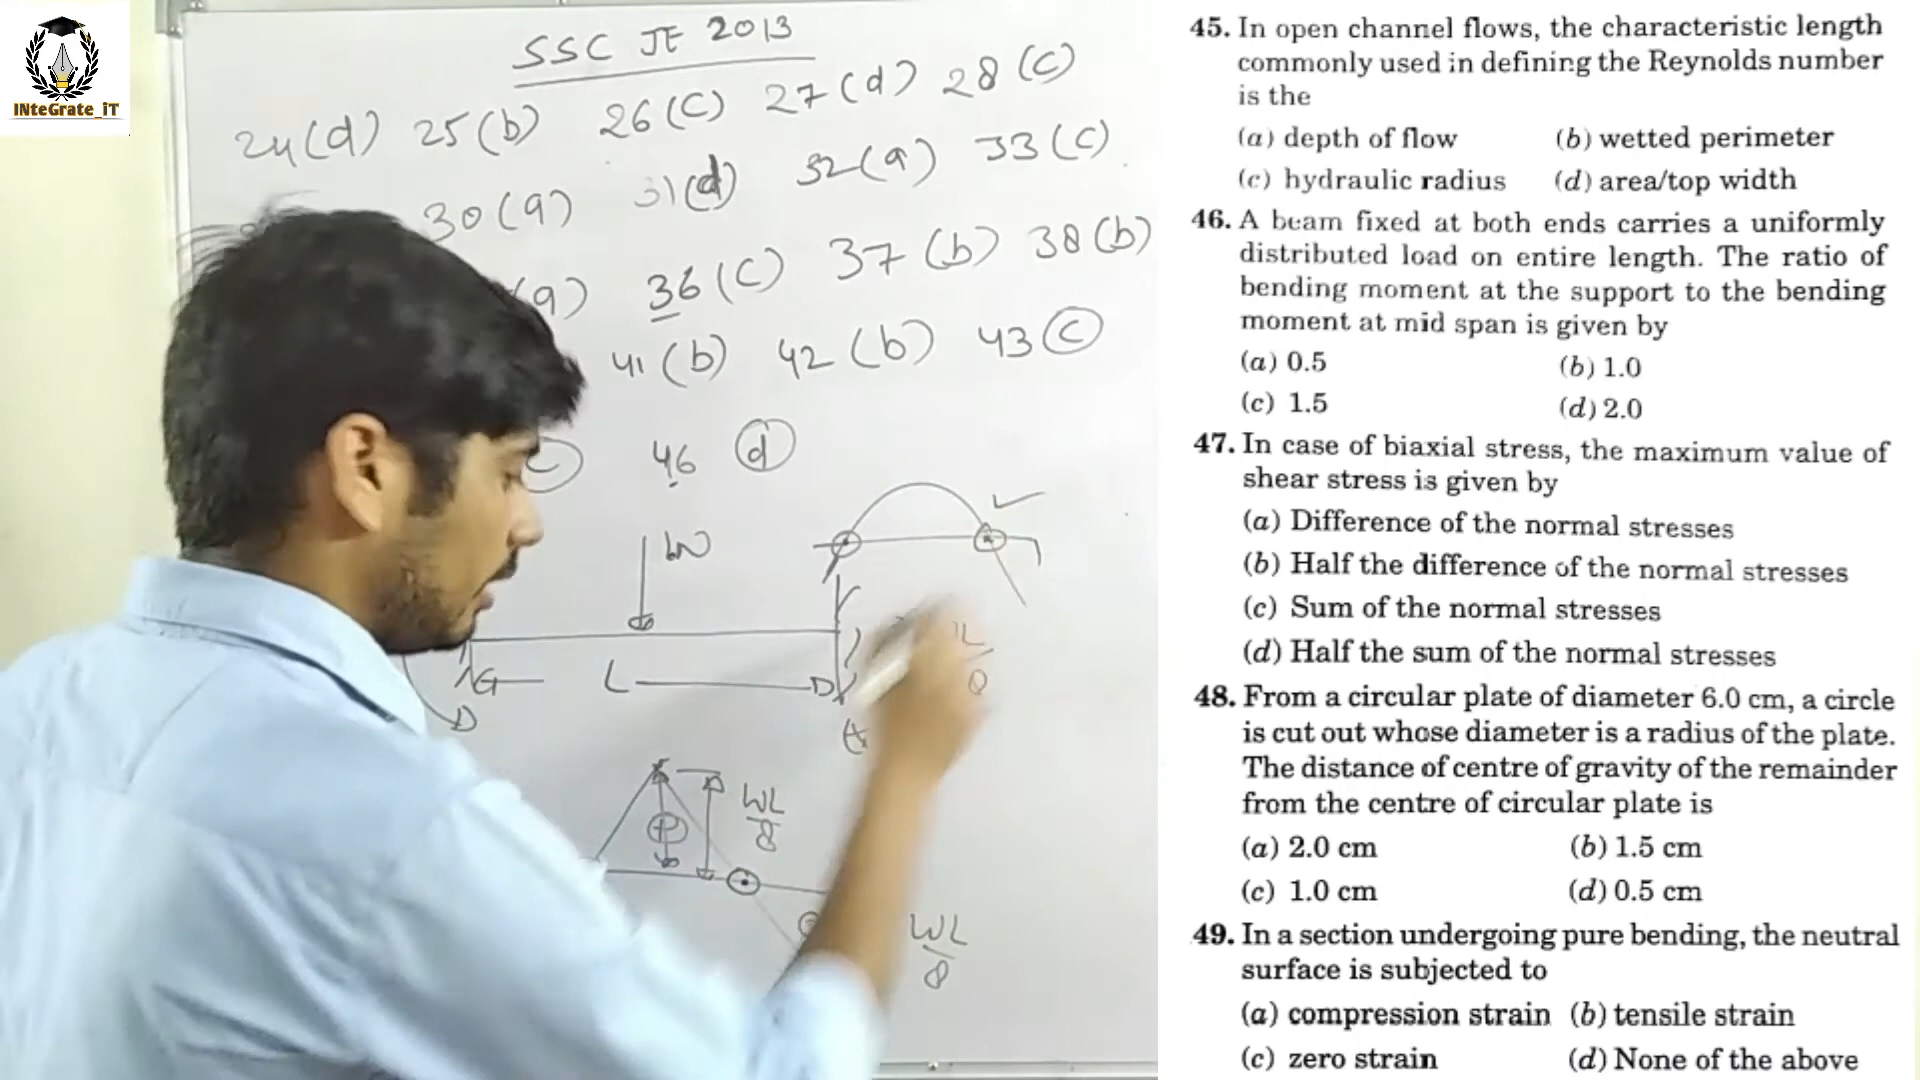 INteGrate_iT
SSC JE 2013
24(d) 25(b) 26(C) 27(d) 28(C)
30(a) 31(d) 32(a) 33(C)
(a) 36(C) 37(b) 38(b)
41(b) 42(b) 43 C
46 d
W
L
WL
8
WL
8
45. In open channel flows, the characteristic length
commonly used in defining the Reynolds number
is the
(a) depth of flow (b) wetted perimeter
(c) hydraulic radius (d) area/top width
46. A beam fixed at both ends carries a uniformly
distributed load on entire length. The ratio of
bending moment at the support to the bending
moment at mid span is given by
(a) 0.5 (b) 1.0
(c) 1.5 (d) 2.0
47. In case of biaxial stress, the maximum value of
shear stress is given by
(a) Difference of the normal stresses
(b) Half the difference of the normal stresses
(c) Sum of the normal stresses
(d) Half the sum of the normal stresses
48. From a circular plate of diameter 6.0 cm, a circle
is cut out whose diameter is a radius of the plate.
The distance of centre of gravity of the remainder
from the centre of circular plate is
(a) 2.0 cm (b) 1.5 cm
(c) 1.0 cm (d) 0.5 cm
49. In a section undergoing pure bending, the neutral
surface is subjected to
(a) compression strain (b) tensile strain
(c) zero strain (d) None of the above